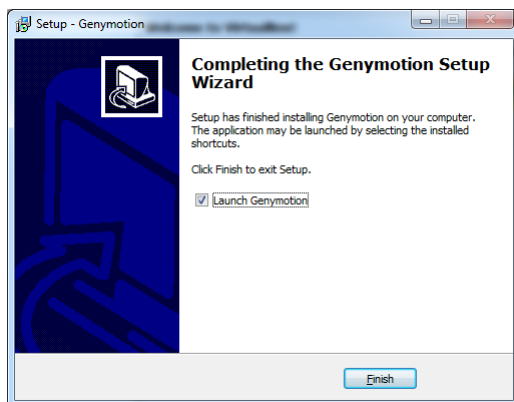 Setup - Genymotion
Completing the Genymotion Setup
Wizard
Setup has finished installing Genymotion on your computer.
The application may be launched by selecting the installed
shortcuts.
Click Finish to exit Setup.
Launch Genymotion
Finish